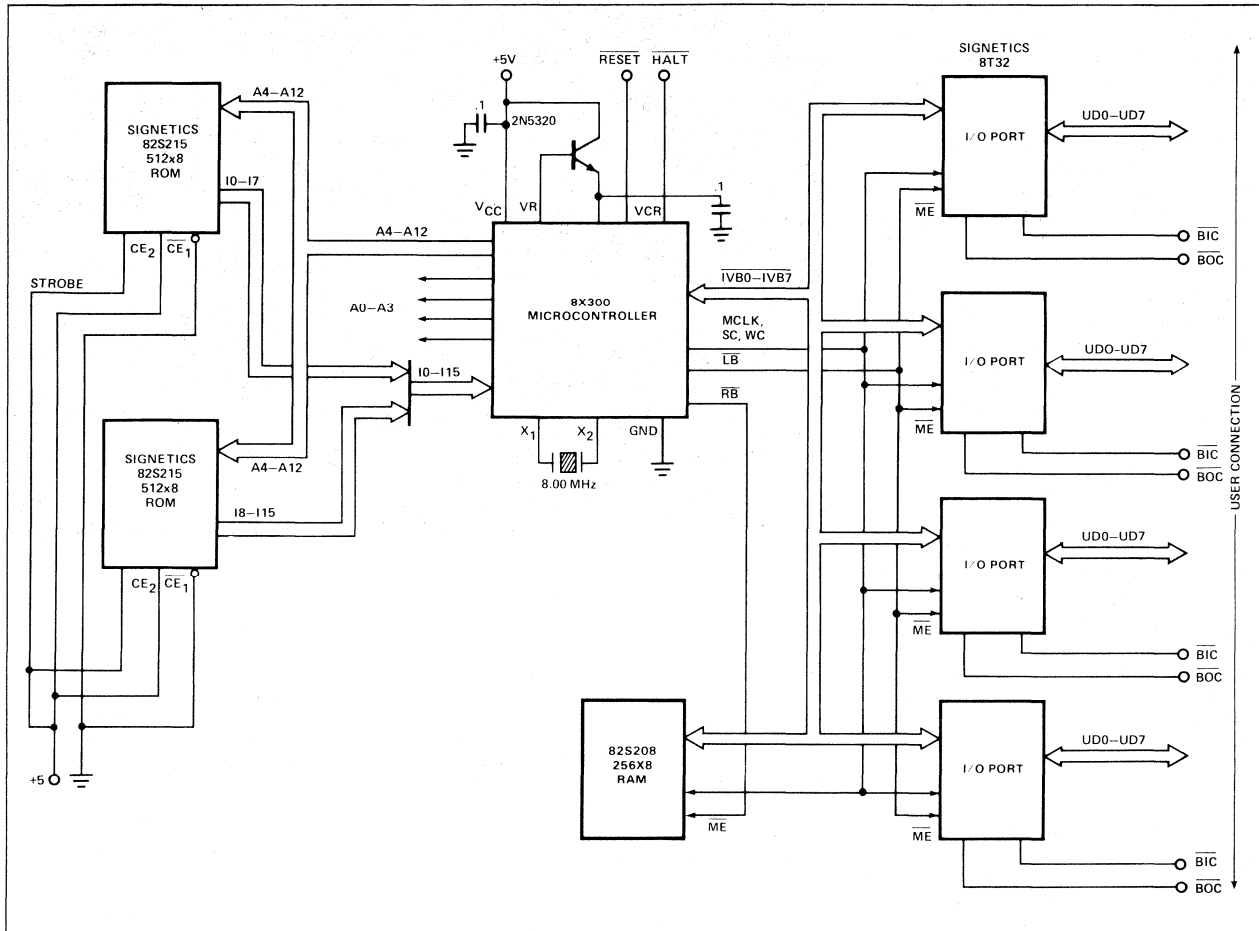 SIGNETICS
8T32
+5V
RESET
HALT
A4–A12
.1
2N5320
SIGNETICS
82S215
512x8
ROM
I/O PORT
UD0–UD7
I0–I7
.1
VCC
VR
VCR
ME
A4–A12
CE2
CE1
BIC
BOC
STROBE
IVB0–IVB7
8X300
MICROCONTROLLER
A0–A3
MCLK,
SC, WC
I/O PORT
UDO-UD7
LB
I0–I15
RB
ME
X1
X2
GND
SIGNETICS
82S215
512x8
ROM
A4–A12
BIC
BOC
8.00 MHz
USER CONNECTION
I8–I15
I/O PORT
UD0–UD7
CE2
CE1
ME
BIC
BOC
82S208
256X8
RAM
I/O PORT
UD0–UD7
+5
ME
ME
BIC
BOC